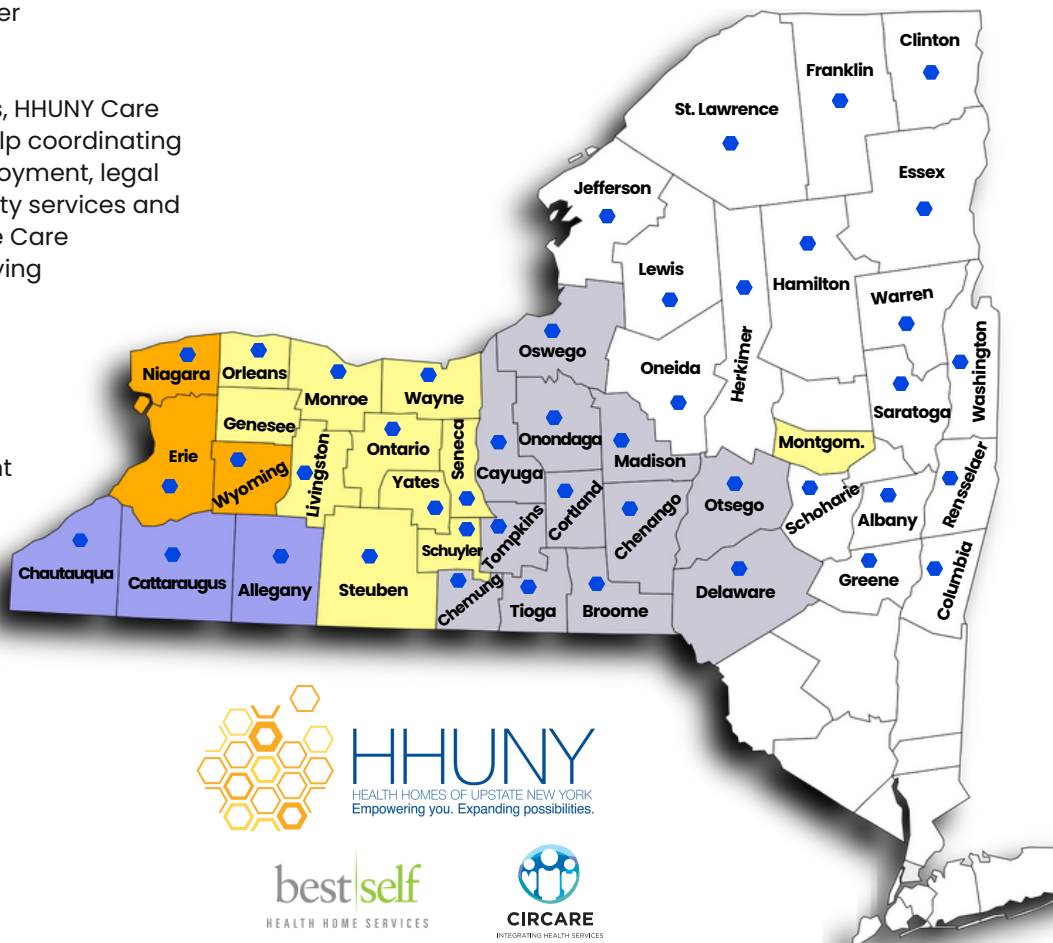 er
s, HHUNY Care
lp coordinating
oyment, legal
ty services and
e Care
ving
nt
Clinton
Franklin
St. Lawrence
Essex
Jefferson
Lewis
Hamilton
Warren
Herkimer
Washington
Oswego
Oneida
Saratoga
Niagara
Orleans
Monroe
Wayne
Genesee
Ontario
Seneca
Cayuga
Onondaga
Madison
Montgom.
Erie
Wyoming
Livingston
Yates
Tompkins
Cortland
Chenango
Otsego
Schoharie
Albany
Rensselaer
Schuyler
Chautauqua
Cattaraugus
Allegany
Steuben
Chemung
Tioga
Broome
Delaware
Greene
Columbia
HHUNY
HEALTH HOMES OF UPSTATE NEW YORK
Empowering you. Expanding possibilities.
best self
HEALTH HOME SERVICES
CIRCARE
INTEGRATING HEALTH SERVICES